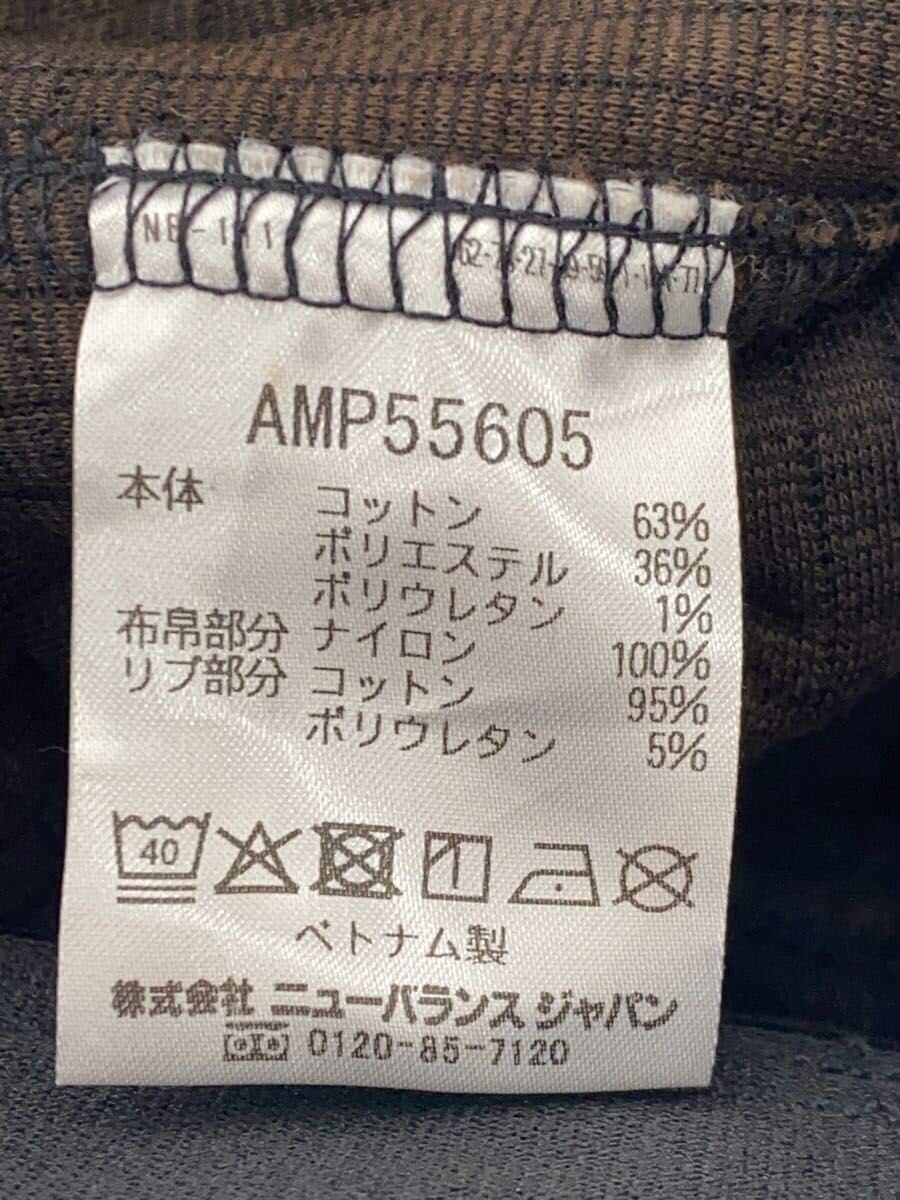 AMP55605
本体 コットン 63%
ポリエステル 36%
ポリウレタン 1%
布帛部分 ナイロン 100%
リブ部分 コットン 95%
ポリウレタン 5%
40
ベトナム製
株式会社 ニューバランス ジャパン
0120-85-7120